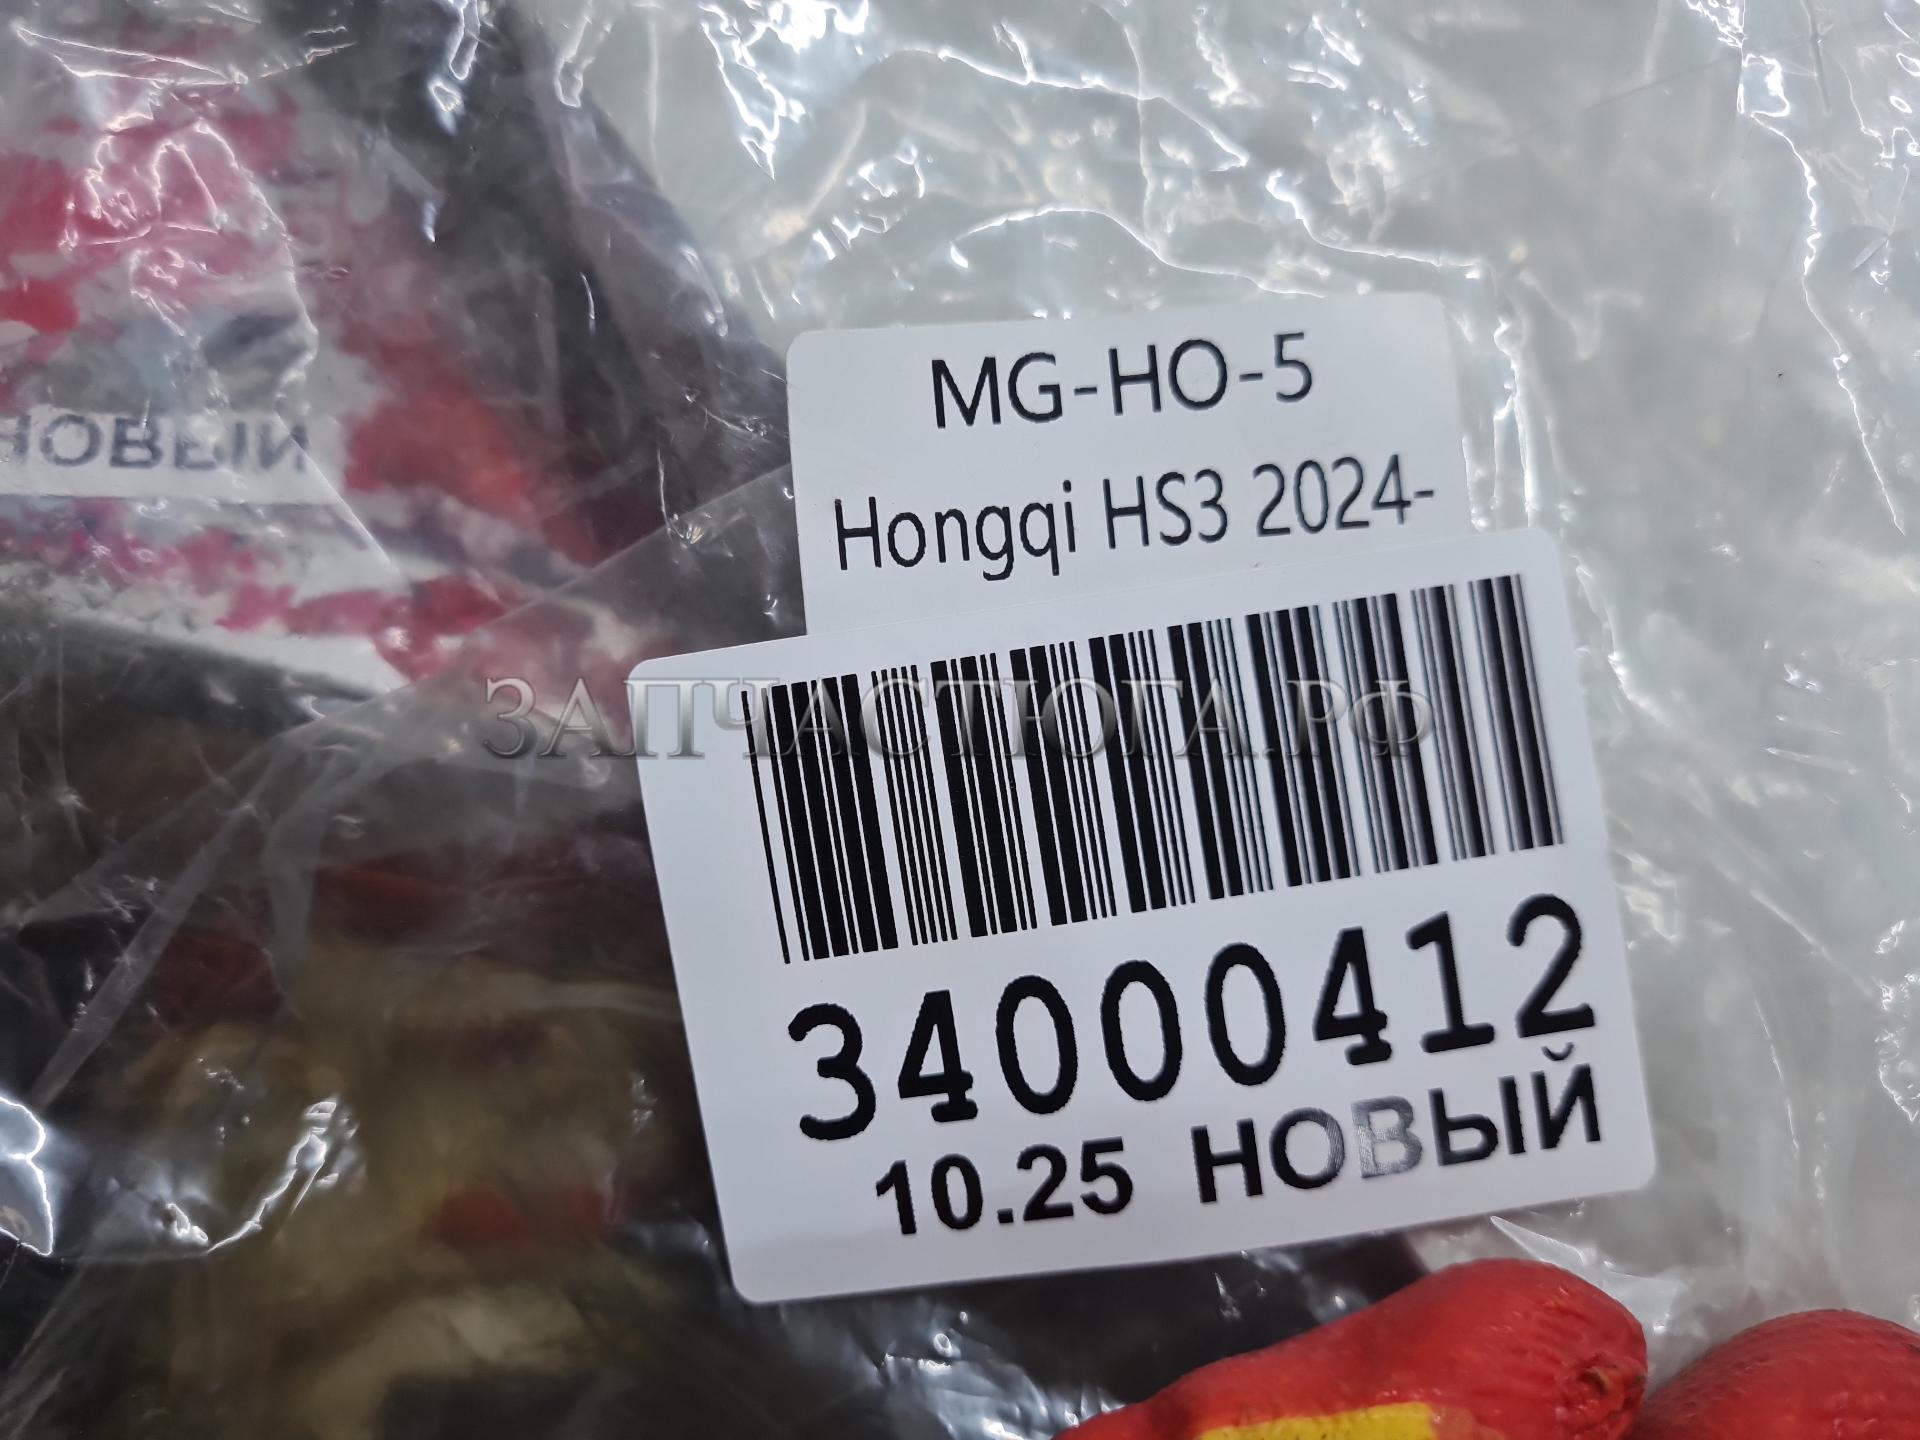 MG-HO-5
Hongqi HS3 2024-
НОВЫЙ
ЗАПЧАСТЮГА.РФ
34000412
10.25 НОВЫЙ